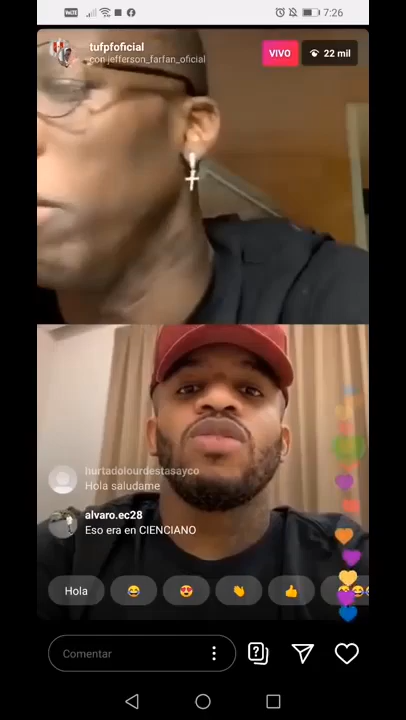 VoLTE
7:26
tufpfoficial
con jefferson_farfan_oficial
VIVO
22 mil
hurtadolourdestasayco
Hola saludame
alvaro.ec28
Eso era en CIENCIANO
Hola
Comentar